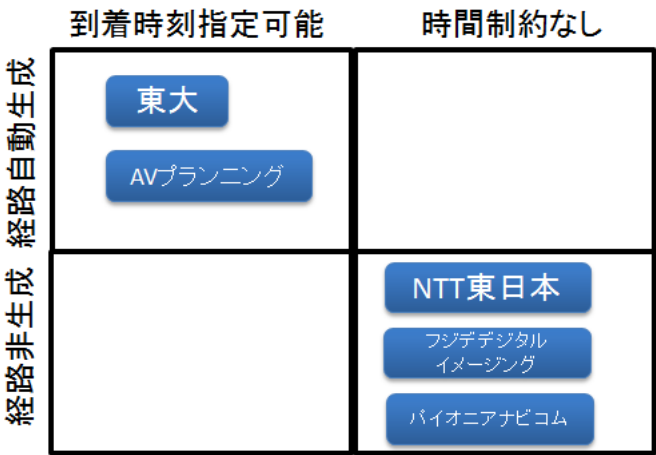 到着時刻指定可能
時間制約なし
経路自動生成
東大
AVプランニング
経路非生成
NTT東日本
フジデデジタル
イメージング
パイオニアナビコム